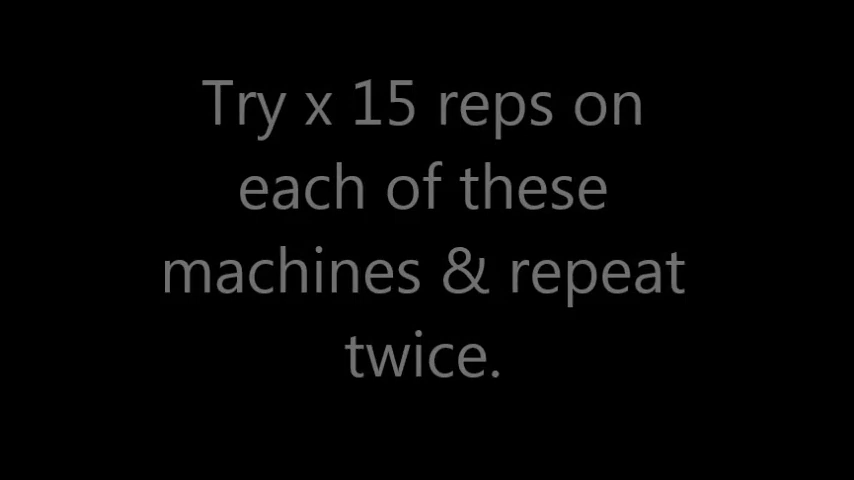 Try x 15 reps on
each of these
machines & repeat
twice.